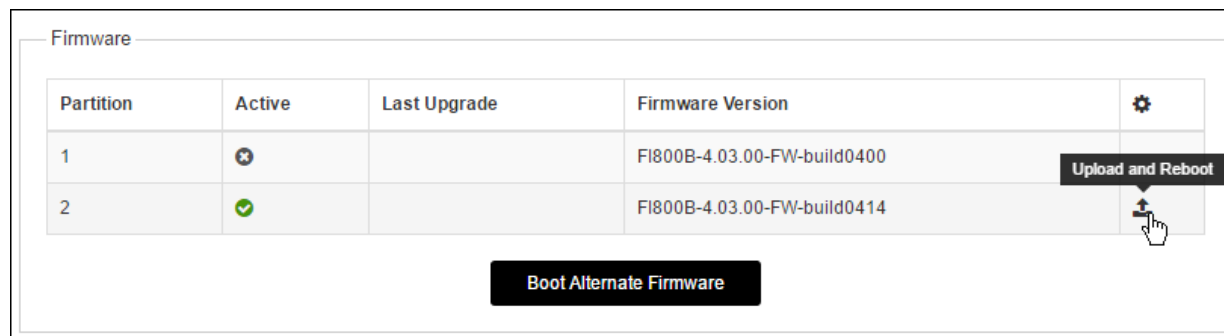 Firmware
Partition Active Last Upgrade Firmware Version
1 FI800B-4.03.00-FW-build0400
Upload and Reboot
2 FI800B-4.03.00-FW-build0414
Boot Alternate Firmware